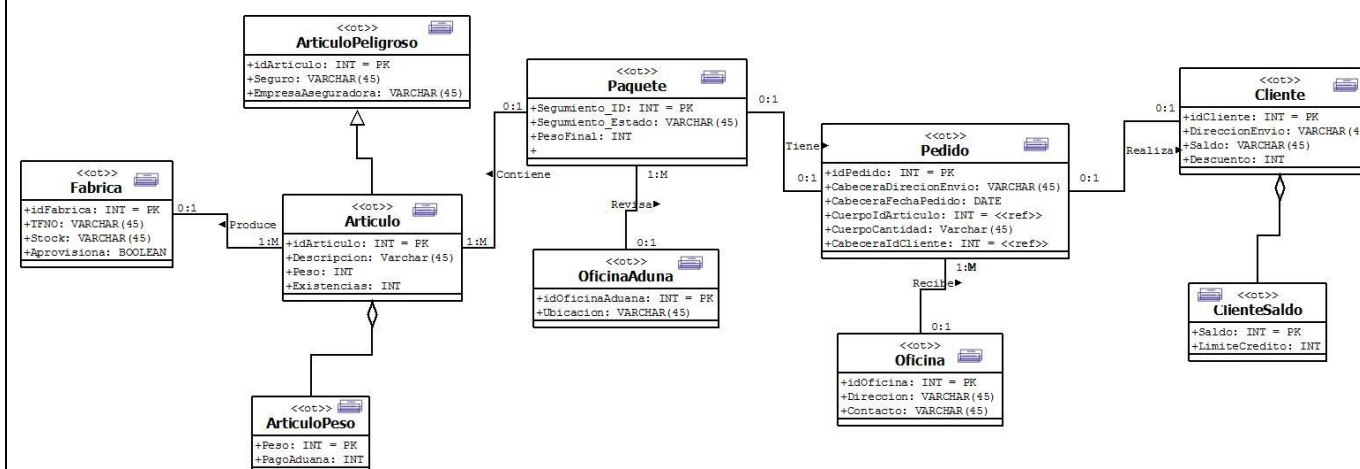 <<ot>>
ArticuloPeligroso
+idArticulo: INT = PK
+Seguro: VARCHAR(45)
+EmpresaAseguradora: VARCHAR(45)
<<ot>>
Fabrica
+idFabrica: INT = PK
+TFNO: VARCHAR(45)
+Stock: VARCHAR(45)
+Aprovisiona: BOOLEAN
0:1
Produce
1:M
<<ot>>
Articulo
+idArticulo: INT = PK
+Descripcion: Varchar(45)
+Peso: INT
+Existencias: INT
<<ot>>
ArticuloPeso
+Peso: INT = PK
+PagoAduana: INT
1:M
Contiene
0:1
<<ot>>
Paquete
+Segumiento_ID: INT = PK
+Segumiento_Estado: VARCHAR(45)
+PesoFinal: INT
+
1:M
Revisa
0:1
<<ot>>
OficinaAduna
+idOficinaAduana: INT = PK
+Ubicacion: VARCHAR(45)
0:1
Tiene
0:1
<<ot>>
Pedido
+idPedido: INT = PK
+CabeceraDirecionEnvio: VARCHAR(45)
+CabeceraFechaPedido: DATE
+CuerpoIdArticulo: INT = <<ref>>
+CuerpoCantidad: Varchar(45)
+CabeceraIdCliente: INT = <<ref>>
1:M
Recibe
0:1
<<ot>>
Oficina
+idOficina: INT = PK
+Direccion: VARCHAR(45)
+Contacto: VARCHAR(45)
0:1
Realiza
0:1
<<ot>>
Cliente
+idCliente: INT = PK
+DireccionEnvio: VARCHAR(4
+Saldo: VARCHAR(45)
+Descuento: INT
<<ot>>
ClienteSaldo
+Saldo: INT = PK
+LimiteCredito: INT